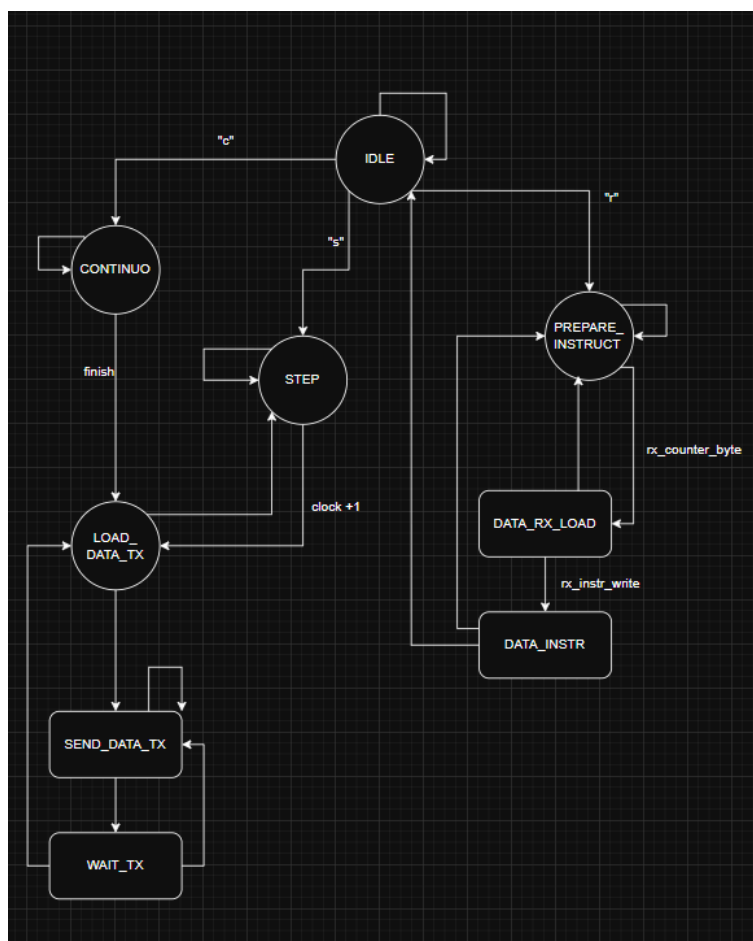 IDLE
"c"
"r"
"s"
CONTINUO
PREPARE_
INSTRUCT
finish
STEP
rx_counter_byte
clock +1
DATA_RX_LOAD
LOAD_
DATA_TX
rx_instr_write
DATA_INSTR
SEND_DATA_TX
WAIT_TX